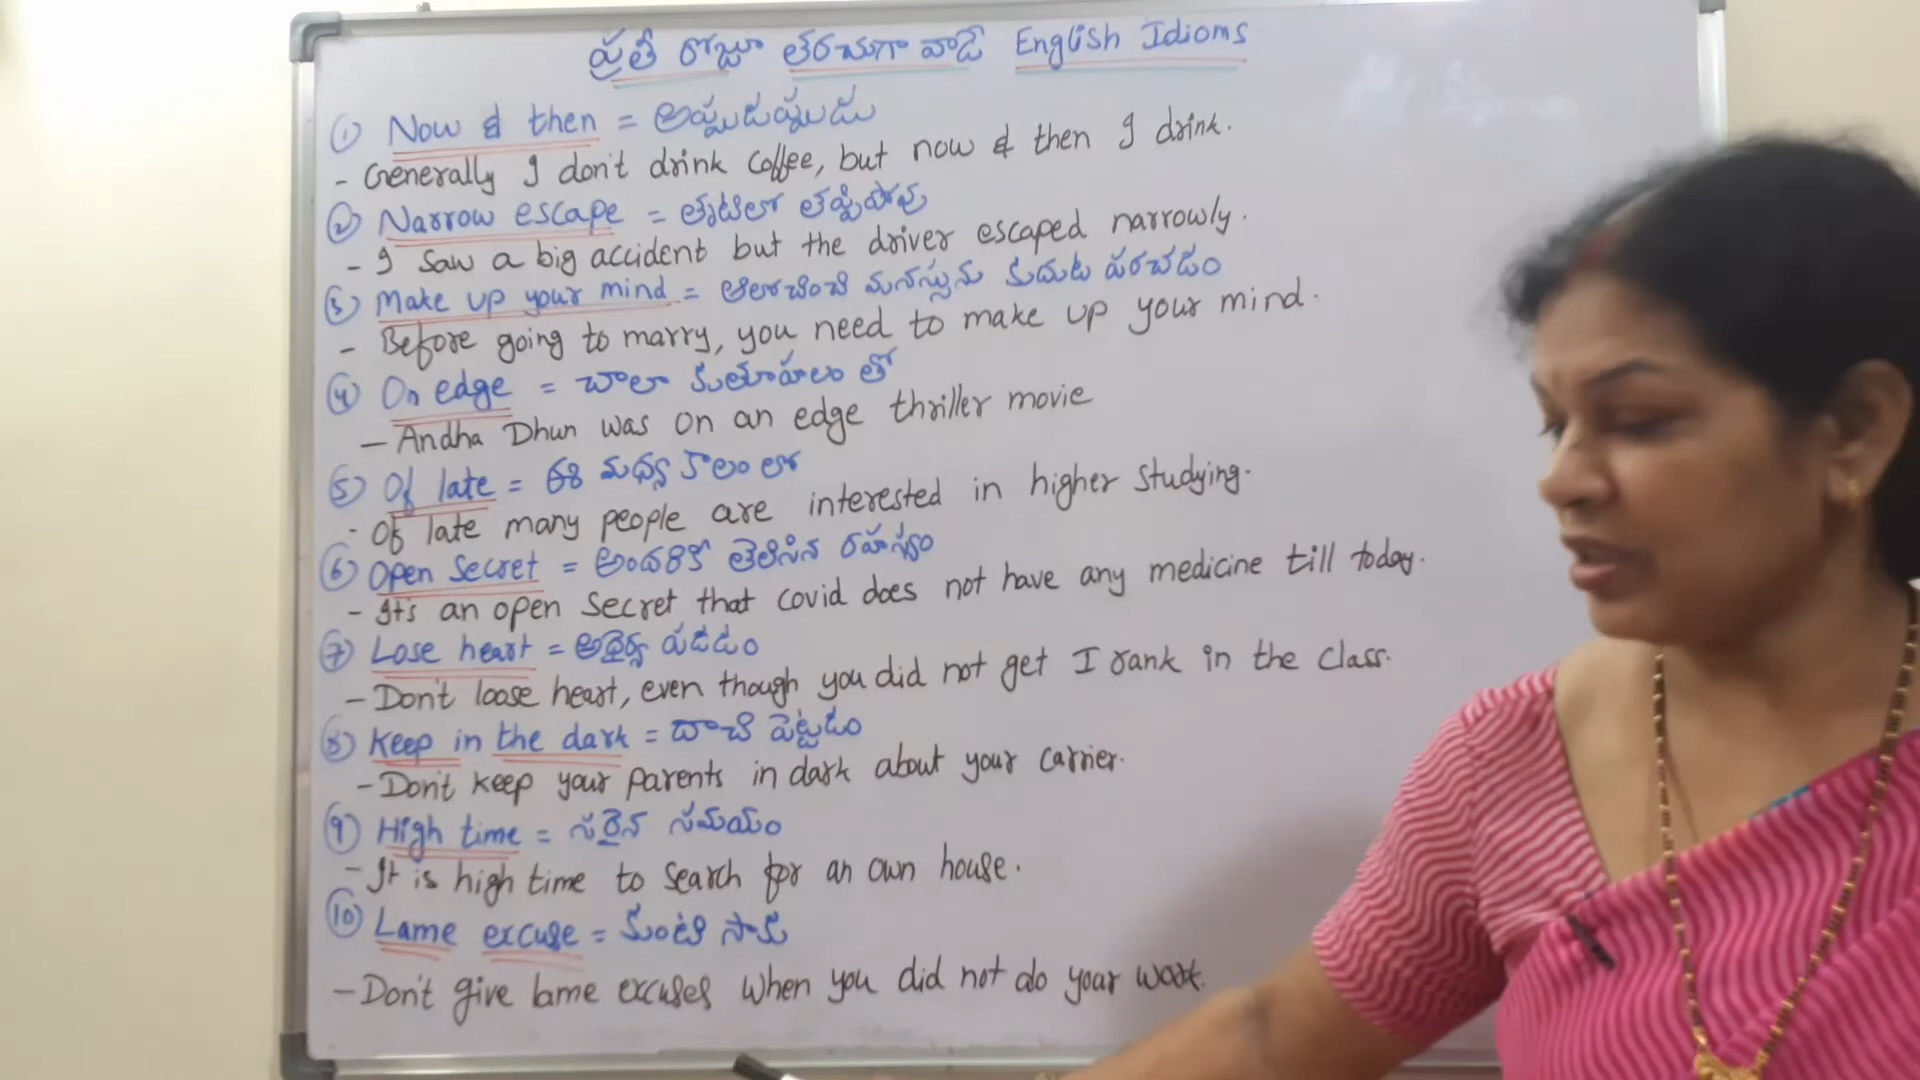 ప్రతీ రోజూ తరచుగా వాడే English Idioms
① Now & then = అప్పుడప్పుడు
- Generally I don't drink coffee, but now & then I drink.
② Narrow escape = తృటిలో తప్పిపోవు
- I saw a big accident but the driver escaped narrowly.
③ Make up your mind = ఆలోచించి మనస్సును కుదుట పరచడం
- Before going to marry, you need to make up your mind.
④ On edge = చాలా కుతూహలం తో
- Andha Dhun was on an edge thriller movie
⑤ Of late = ఈ మధ్య కాలం లో
- Of late many people are interested in higher studying.
⑥ Open secret = అందరికీ తెలిసిన రహస్యం
- It's an open secret that covid does not have any medicine till today.
⑦ Lose heart = అధైర్య పడడం
- Don't loose heart, even though you did not get I rank in the class.
⑧ Keep in the dark = దాచి పెట్టడం
- Don't keep your parents in dark about your carrier.
⑨ High time = సరైన సమయం
- It is high time to search for an own house.
⑩ Lame excuse = కుంటి సాకు
- Don't give lame excuses when you did not do your work.